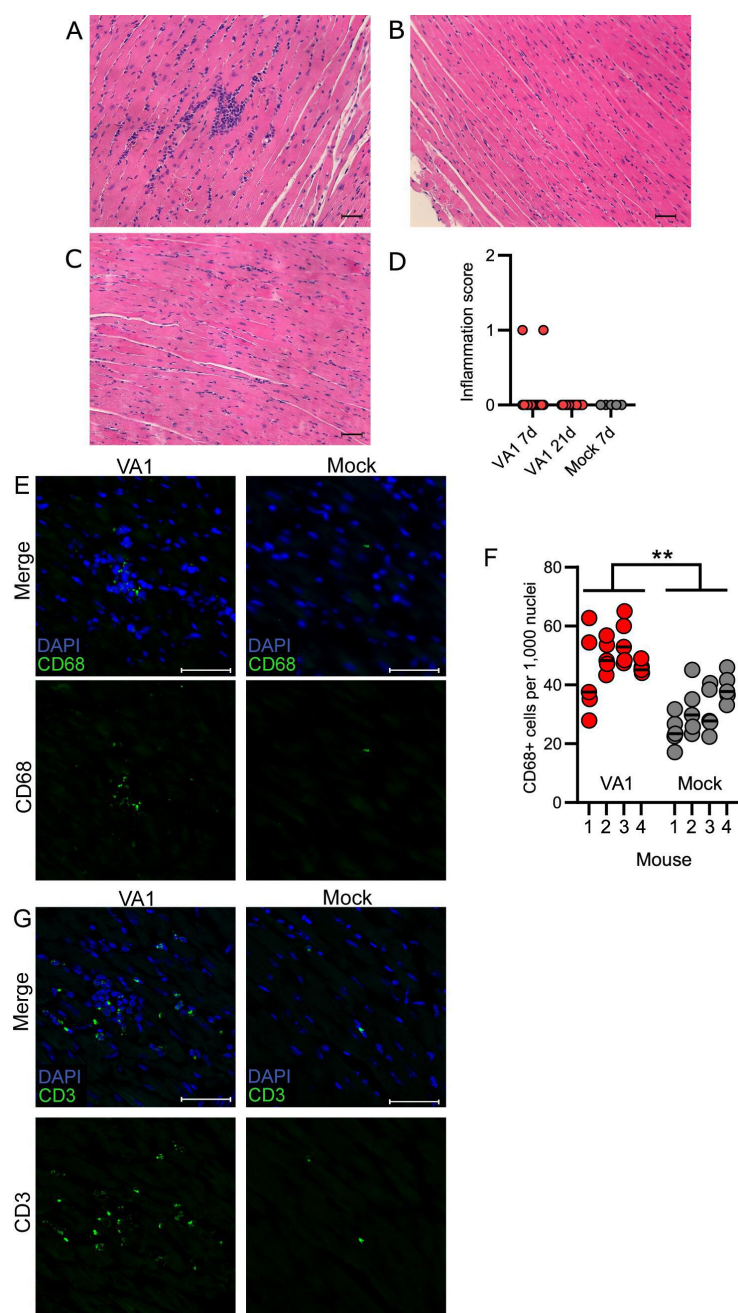 A
B
C
D
2
1
0
Inflammation score
VA1 7d
VA1 21d
Mock 7d
VA1
Mock
E
Merge
DAPI
CD68
DAPI
CD68
CD68
F
80
60
40
20
0
CD68+ cells per 1,000 nuclei
**
VA1
Mock
1 2 3 4
1 2 3 4
Mouse
VA1
Mock
G
Merge
DAPI
CD3
DAPI
CD3
CD3